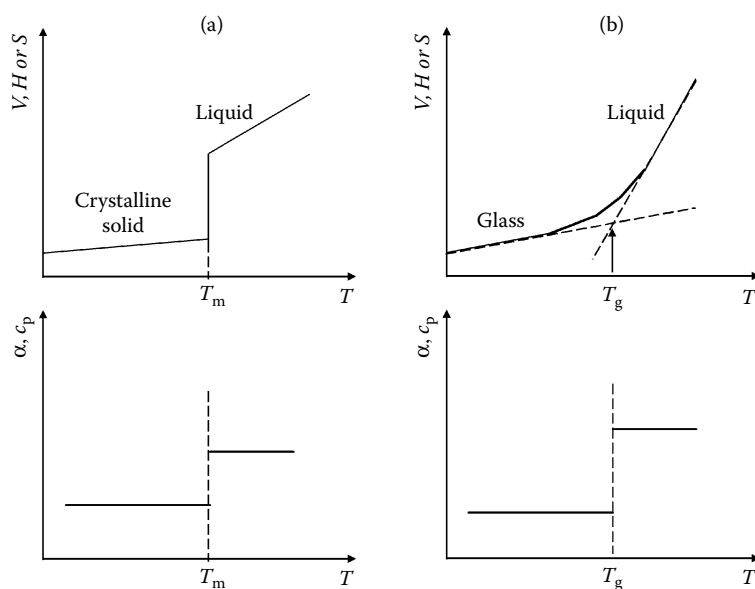 (a)
V, H or S
Liquid
Crystalline
solid
Tm
T
α, cp
Tm
T
(b)
V, H or S
Liquid
Glass
Tg
T
α, cp
Tg
T